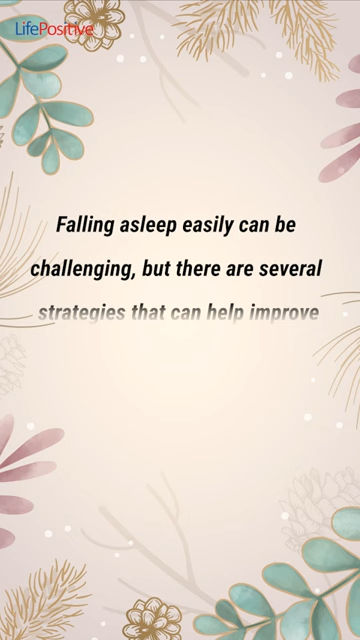 LifePositive
Falling asleep easily can be
challenging, but there are several
strategies that can help improve